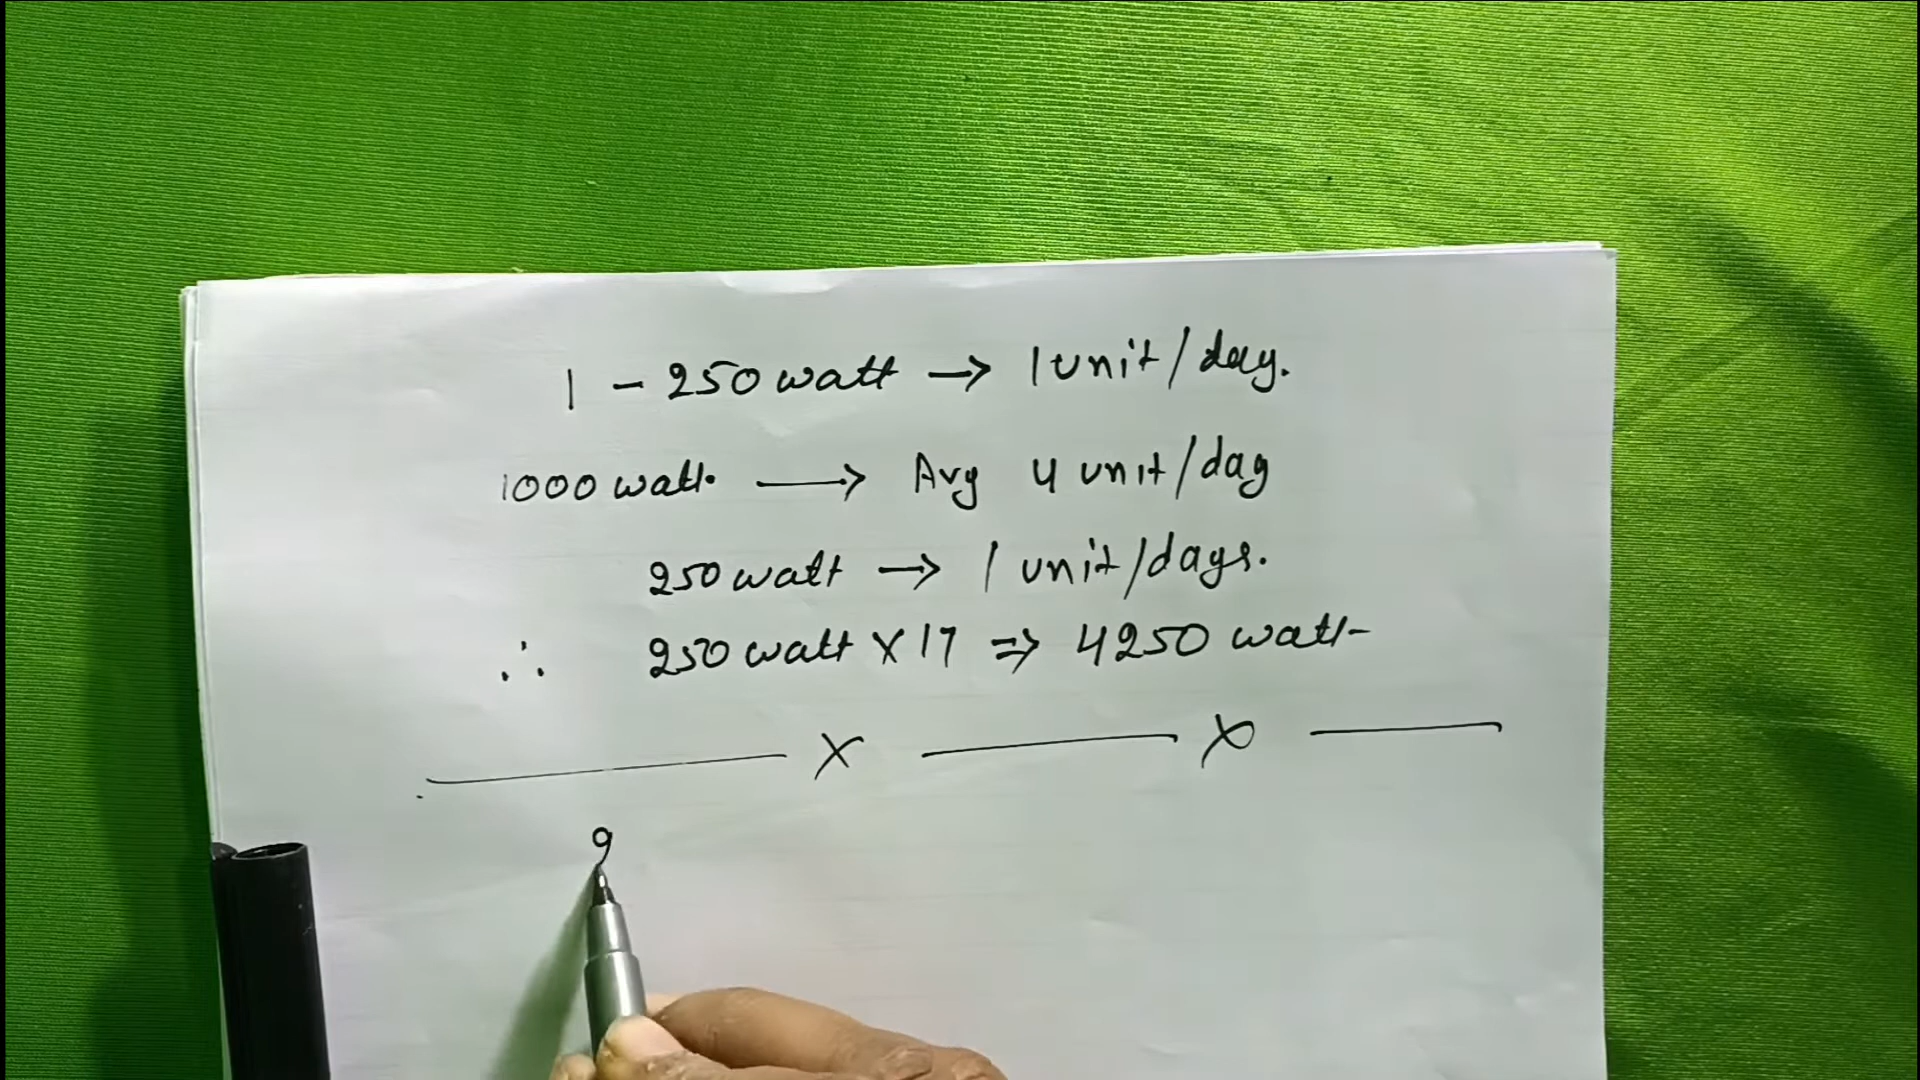 1 - 250 watt → 1 unit/day.
1000 watt. → Avg 4 unit/day
250 watt → 1 unit/days.
∴ 250 watt x 17 ⇒ 4250 watt
x x
9